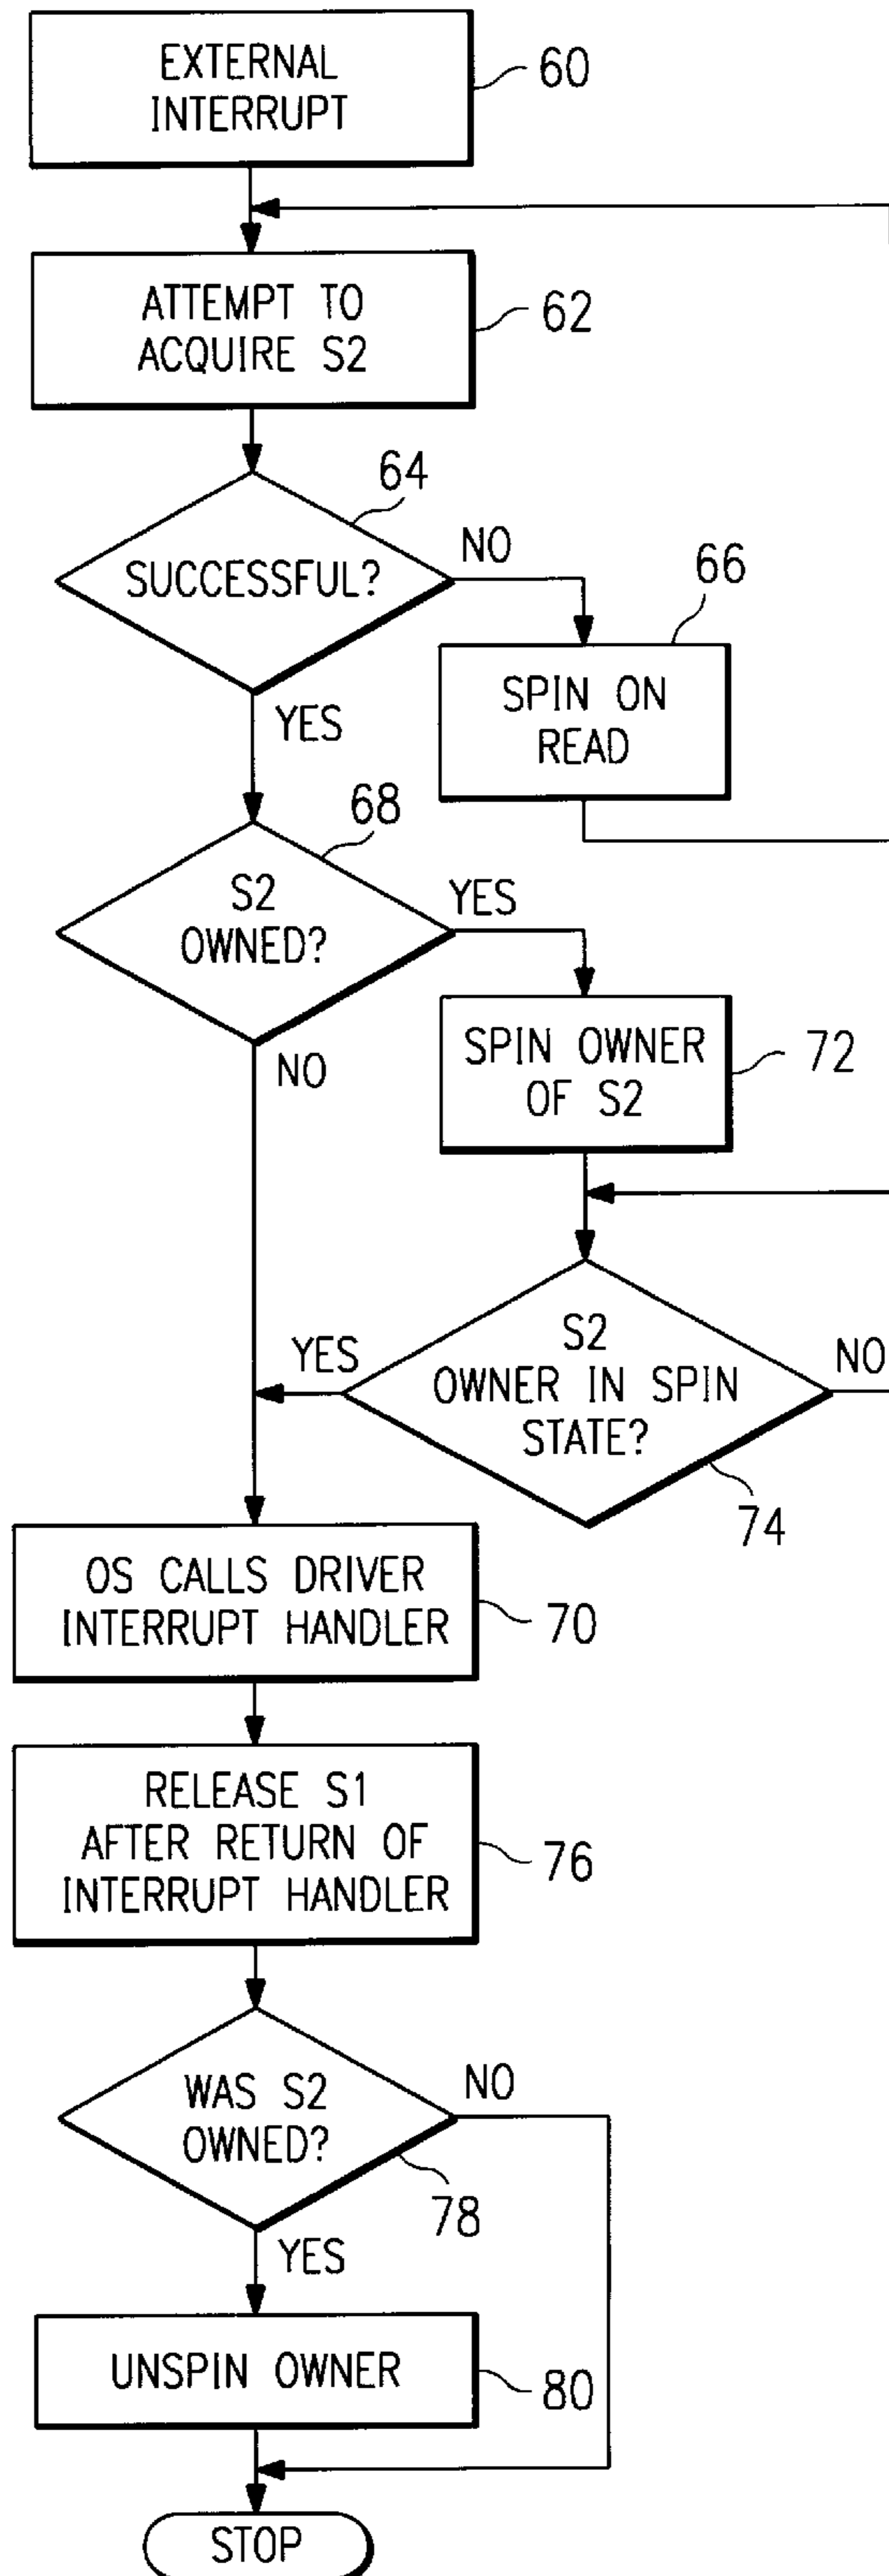 EXTERNAL
INTERRUPT
60
ATTEMPT TO
ACQUIRE S2
62
64
SUCCESSFUL?
NO
66
SPIN ON
READ
YES
68
S2
OWNED?
YES
SPIN OWNER
OF S2
72
NO
S2
OWNER IN SPIN
STATE?
YES
NO
74
OS CALLS DRIVER
INTERRUPT HANDLER
70
RELEASE S1
AFTER RETURN OF
INTERRUPT HANDLER
76
WAS S2
OWNED?
NO
78
YES
UNSPIN OWNER
80
STOP